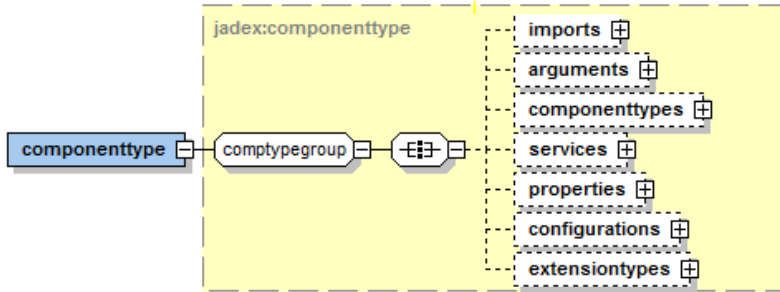 jadex:componenttype
imports
arguments
componenttypes
componenttype
comptypegroup
services
properties
configurations
extensiontypes